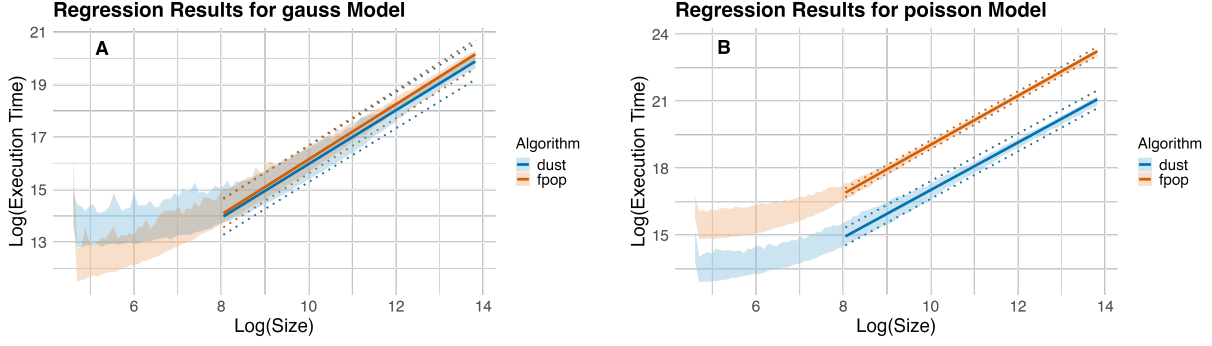 Regression Results for gauss Model
A
21
19
17
15
13
Log(Execution Time)
6
8
10
12
14
Log(Size)
Algorithm
dust
fpop
Regression Results for poisson Model
B
24
21
18
15
Log(Execution Time)
6
8
10
12
14
Log(Size)
Algorithm
dust
fpop